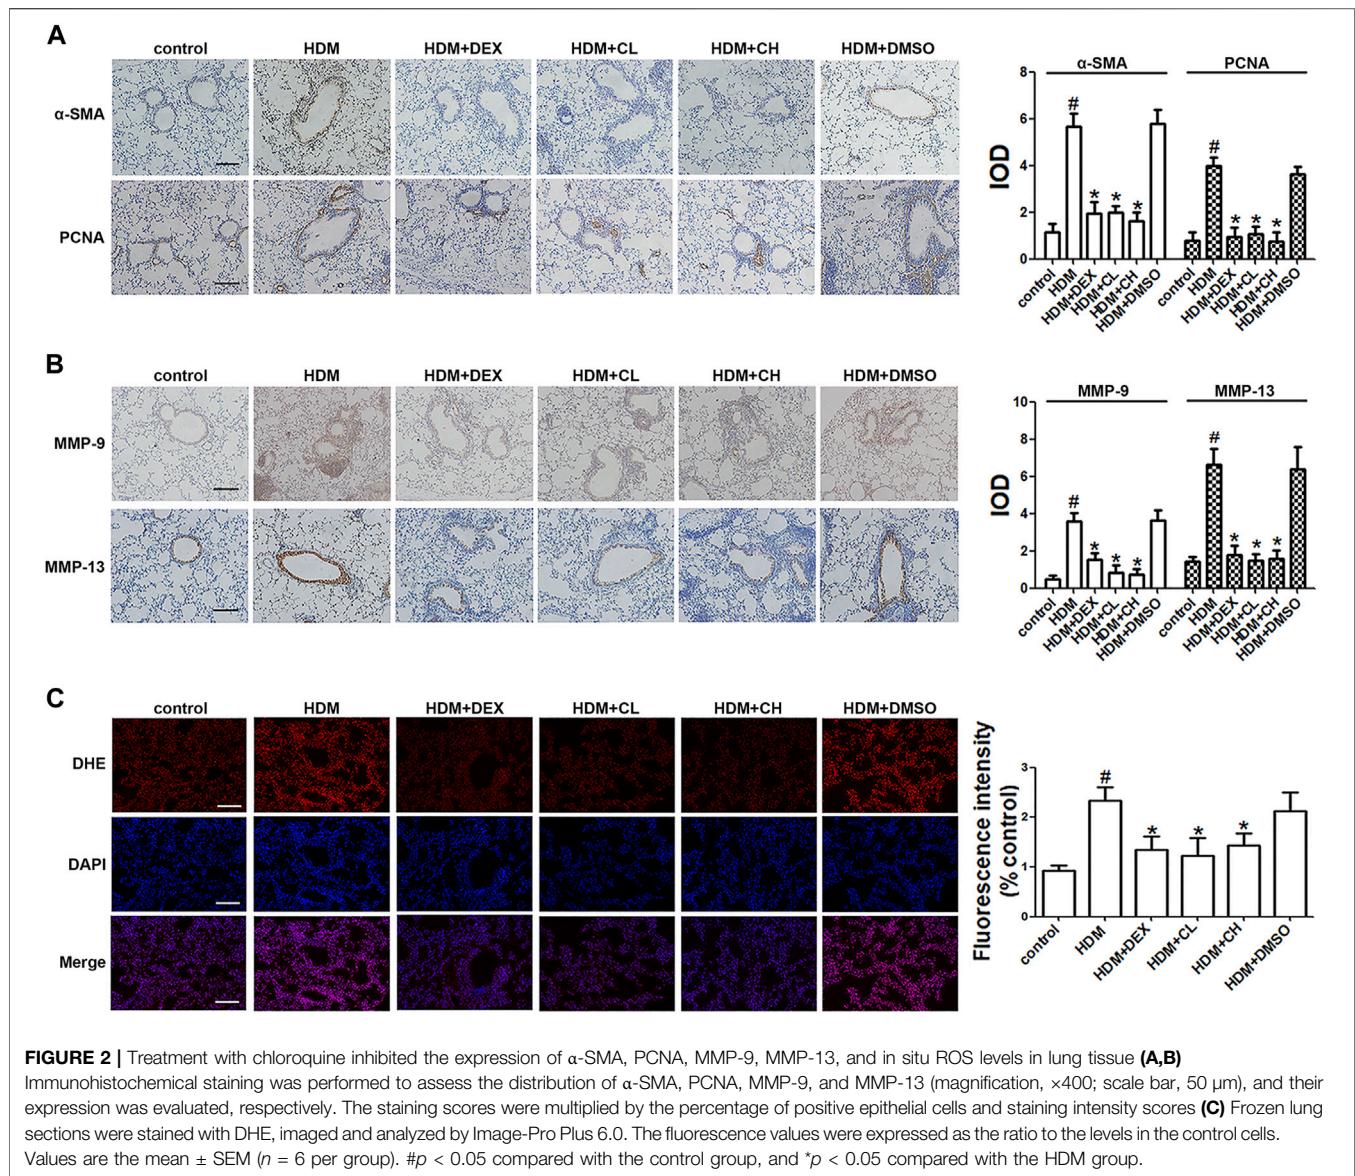 A
control HDM HDM+DEX HDM+CL HDM+CH HDM+DMSO
α-SMA
PCNA
α-SMA PCNA
IOD
8
6
4
2
0
# * * * # * * *
control HDM HDM+DEX HDM+CL HDM+CH HDM+DMSO control HDM HDM+DEX HDM+CL HDM+CH HDM+DMSO
B
control HDM HDM+DEX HDM+CL HDM+CH HDM+DMSO
MMP-9
MMP-13
MMP-9 MMP-13
IOD
10
8
6
4
2
0
# * * * # * * *
control HDM HDM+DEX HDM+CL HDM+CH HDM+DMSO control HDM HDM+DEX HDM+CL HDM+CH HDM+DMSO
C
control HDM HDM+DEX HDM+CL HDM+CH HDM+DMSO
DHE
DAPI
Merge
Fluorescence intensity
(% control)
3
2
1
0
# * * *
control HDM HDM+DEX HDM+CL HDM+CH HDM+DMSO
FIGURE 2 | Treatment with chloroquine inhibited the expression of α-SMA, PCNA, MMP-9, MMP-13, and in situ ROS levels in lung tissue (A,B)
Immunohistochemical staining was performed to assess the distribution of α-SMA, PCNA, MMP-9, and MMP-13 (magnification, ×400; scale bar, 50 µm), and their
expression was evaluated, respectively. The staining scores were multiplied by the percentage of positive epithelial cells and staining intensity scores (C) Frozen lung
sections were stained with DHE, imaged and analyzed by Image-Pro Plus 6.0. The fluorescence values were expressed as the ratio to the levels in the control cells.
Values are the mean ± SEM (n = 6 per group). #p < 0.05 compared with the control group, and *p < 0.05 compared with the HDM group.